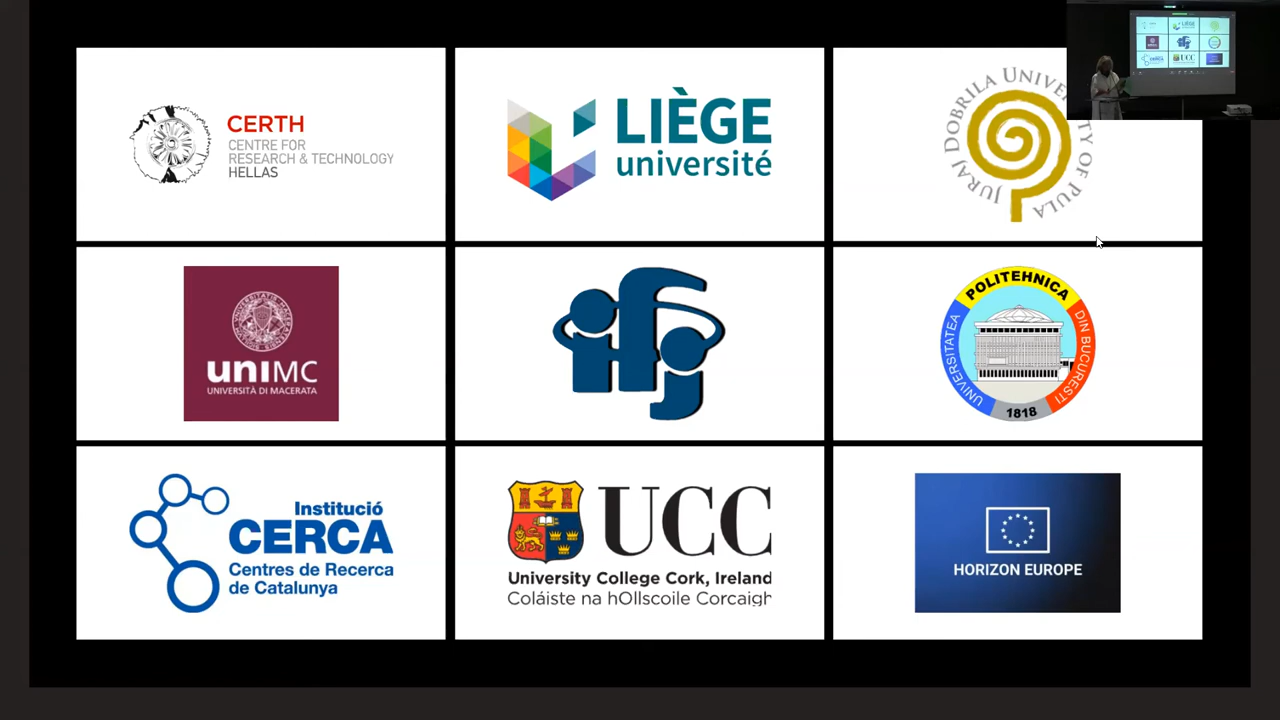 CERTH
CENTRE FOR
RESEARCH & TECHNOLOGY
HELLAS
LIÈGE
université
JURAJ DOBRILA UNIVERSITY OF PULA
uniMC
UNIVERSITÀ DI MACERATA
ifj
UNIVERSITATEA POLITEHNICA DIN BUCURESTI
1818
Institució
CERCA
Centres de Recerca
de Catalunya
UCC
University College Cork, Ireland
Coláiste na hOllscoile Corcaigh
HORIZON EUROPE